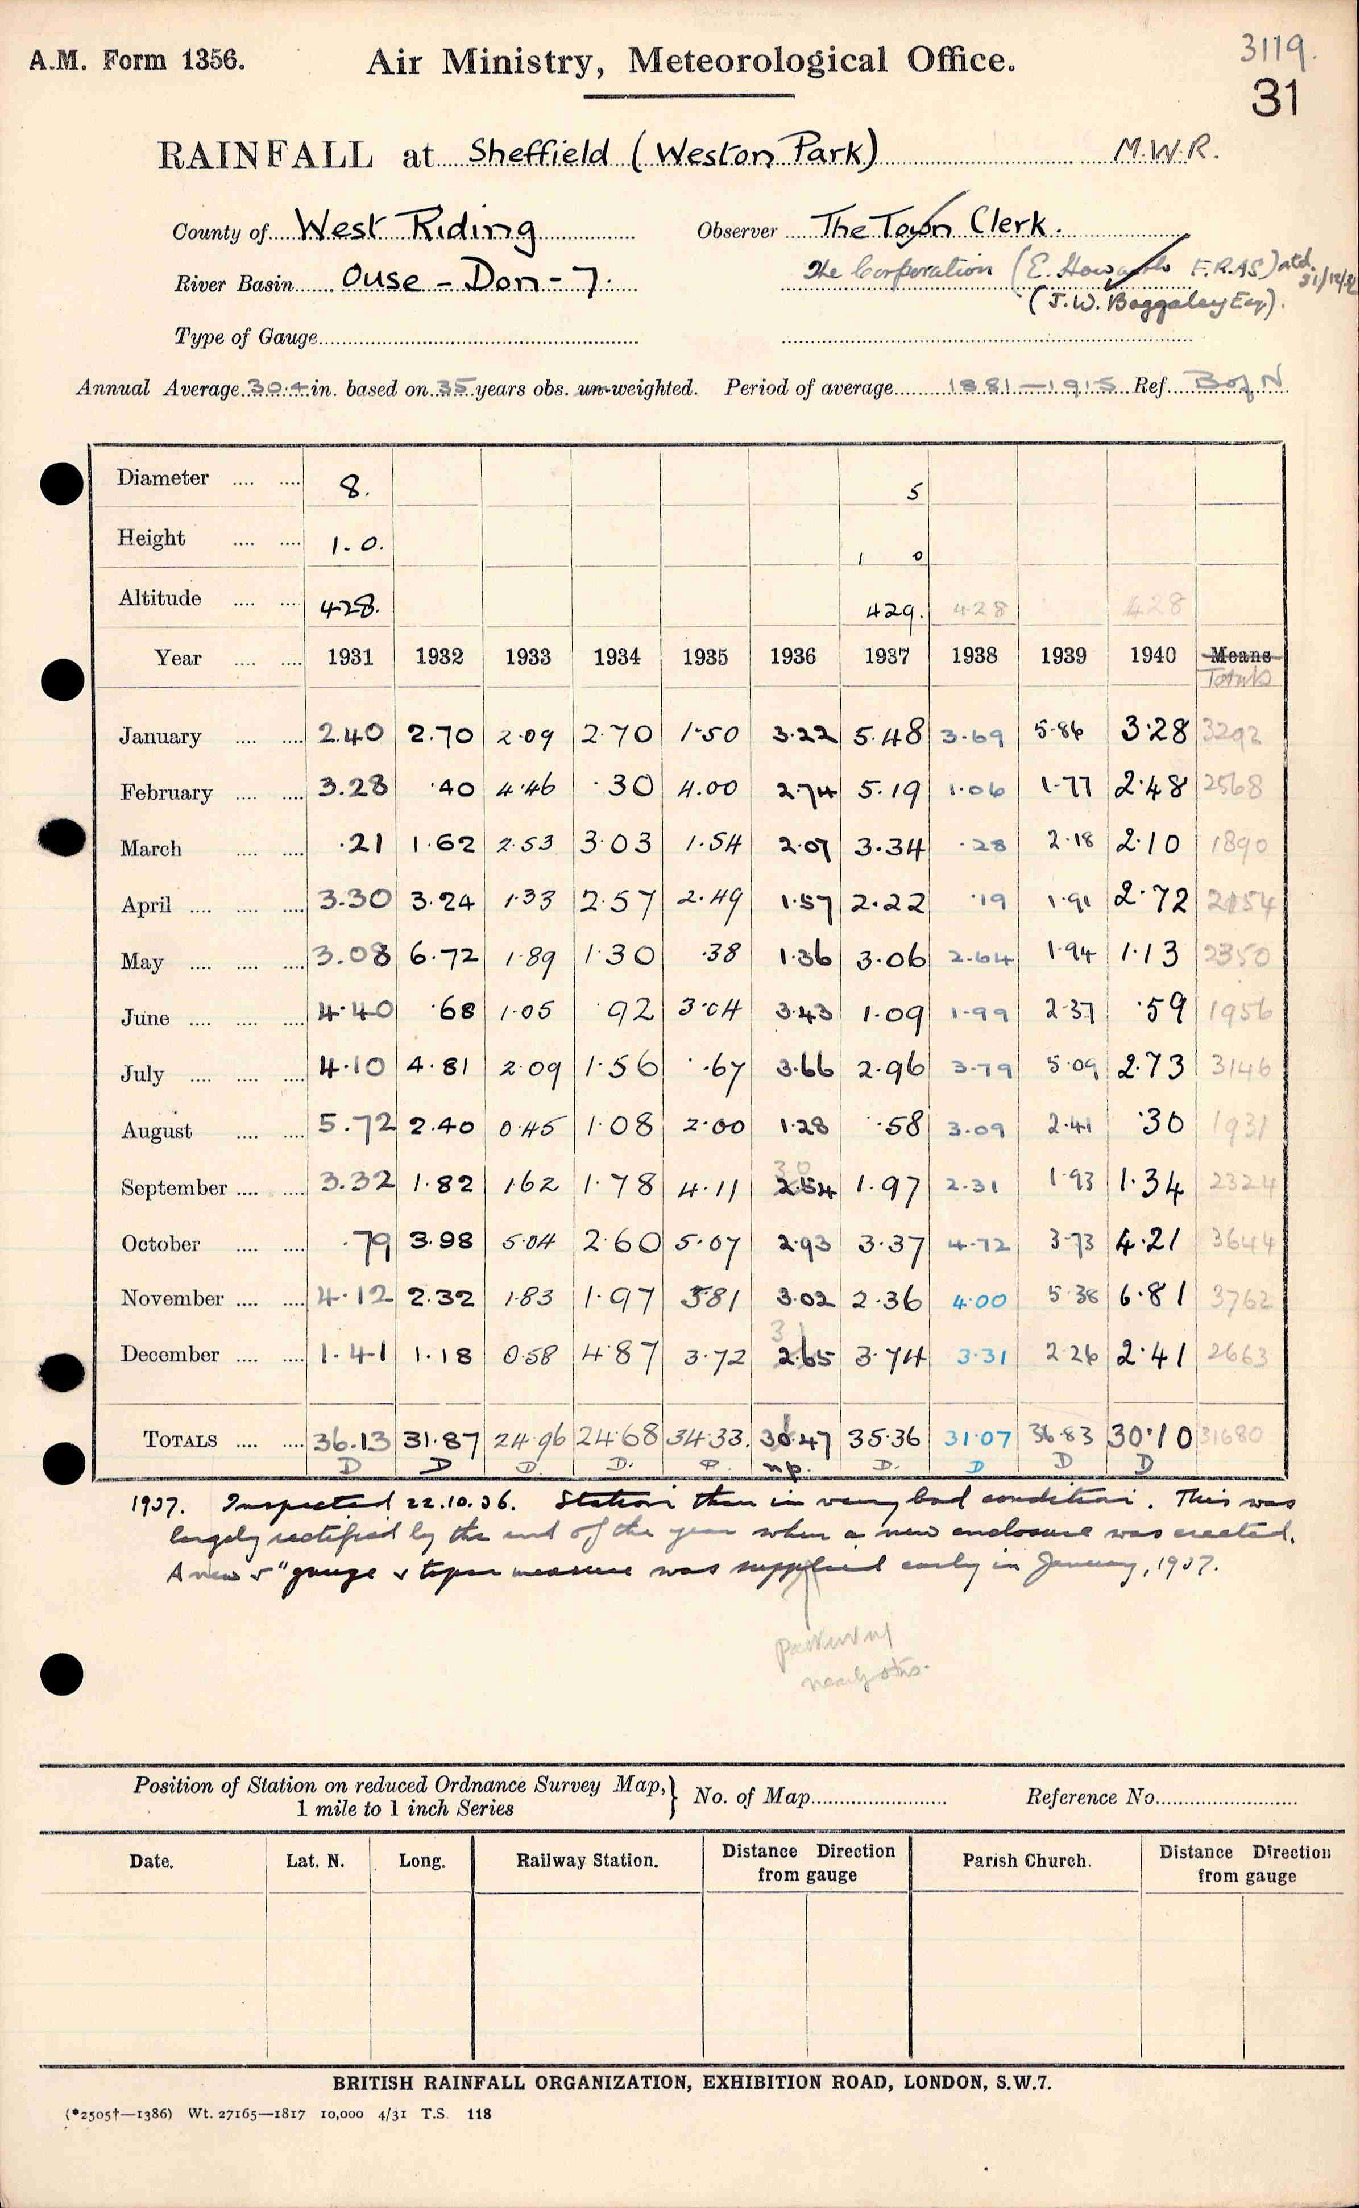 A.M. Form 1356. Air Ministry, Meteorological Office. 3119.
31
RAINFALL at Sheffield (Weston Park) M.W.R.
County of West Riding Observer The Town Clerk.
The Corporation (E. Howarth F.R.A.S)
River Basin Ouse - Don - 7. (J.W. Baggaley Esq).
Type of Gauge
Annual Average 30.4 in. based on 35 years obs. un-weighted. Period of average 1881-1915 Ref B of N
Diameter 8. 5
Height 1.0. 1 0
Altitude 428. 429. 428 428
Year 1931 1932 1933 1934 1935 1936 1937 1938 1939 1940 Means
Totals
January 2.40 2.70 2.09 2.70 1.50 3.22 5.48 3.69 5.86 3.28 3292
February 3.28 .40 4.46 .30 4.00 2.74 5.19 1.06 1.77 2.48 2568
March .21 1.62 2.53 3.03 1.54 2.07 3.34 .28 2.18 2.10 1890
April 3.30 3.24 1.33 2.57 2.49 1.57 2.22 .19 1.91 2.72 2154
May 3.08 6.72 1.89 1.30 .38 1.36 3.06 2.64 1.94 1.13 2350
June 4.40 .68 1.05 .92 3.04 3.43 1.09 1.99 2.37 .59 1956
July 4.10 4.81 2.09 1.56 .67 3.66 2.96 3.79 5.09 2.73 3146
August 5.72 2.40 0.45 1.08 2.00 1.28 .58 3.09 2.41 .30 1931
30
September 3.32 1.82 1.62 1.78 4.11 2.54 1.97 2.31 1.93 1.34 2324
October .79 3.98 5.04 2.60 5.07 2.93 3.37 4.72 3.73 4.21 3644
November 4.12 2.32 1.83 1.97 5.81 3.02 2.36 4.00 5.38 6.81 3762
31
December 1.41 1.18 0.58 4.87 3.72 2.65 3.74 3.31 2.26 2.41 2663
TOTALS 36.13 31.87 24.96 24.68 34.33. 30.47 35.36 31.07 36.83 30.10 31680
D D D. D. D. D D D
1937. Inspected 22.10.36. Station then in very bad condition. This was
largely rectified by the end of the year when a new enclosure was erected.
A new 5" gauge & taper measure was supplied early in January, 1937.
Position of Station on reduced Ordnance Survey Map, } No. of Map Reference No.
1 mile to 1 inch Series
Date. Lat. N. Long. Railway Station. Distance Direction Parish Church. Distance Direction
from gauge from gauge
BRITISH RAINFALL ORGANIZATION, EXHIBITION ROAD, LONDON, S.W.7.
(*2505†—1386) Wt. 27165—1817 10,000 4/31 T.S. 118